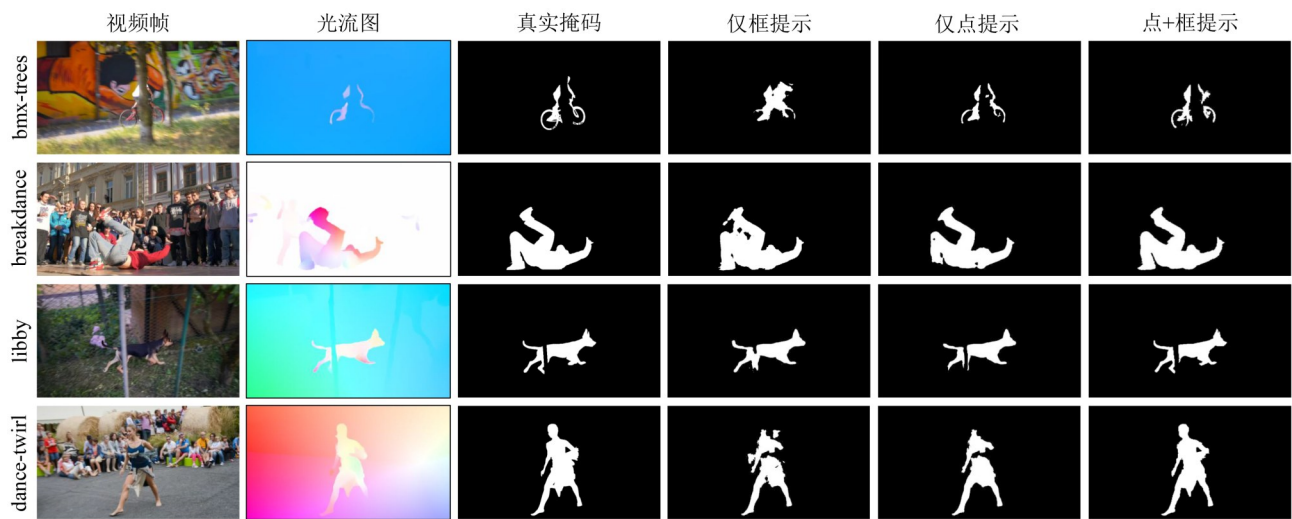 视频帧 光流图 真实掩码 仅框提示 仅点提示 点+框提示
bmx-trees
breakdance
libby
dance-twirl